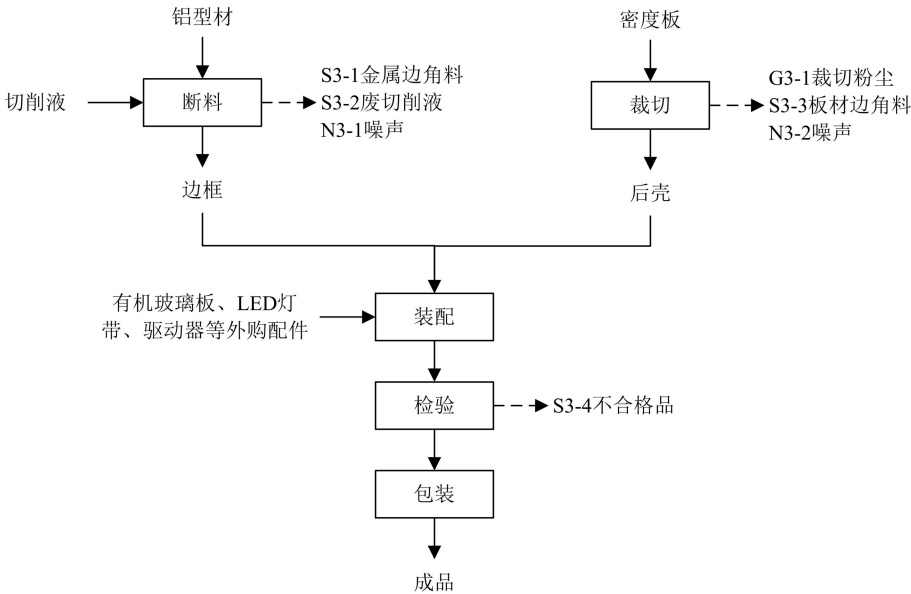 铝型材
密度板
切削液
断料
S3-1金属边角料
S3-2废切削液
N3-1噪声
裁切
G3-1裁切粉尘
S3-3板材边角料
N3-2噪声
边框
后壳
有机玻璃板、LED灯
带、驱动器等外购配件
装配
检验
S3-4不合格品
包装
成品